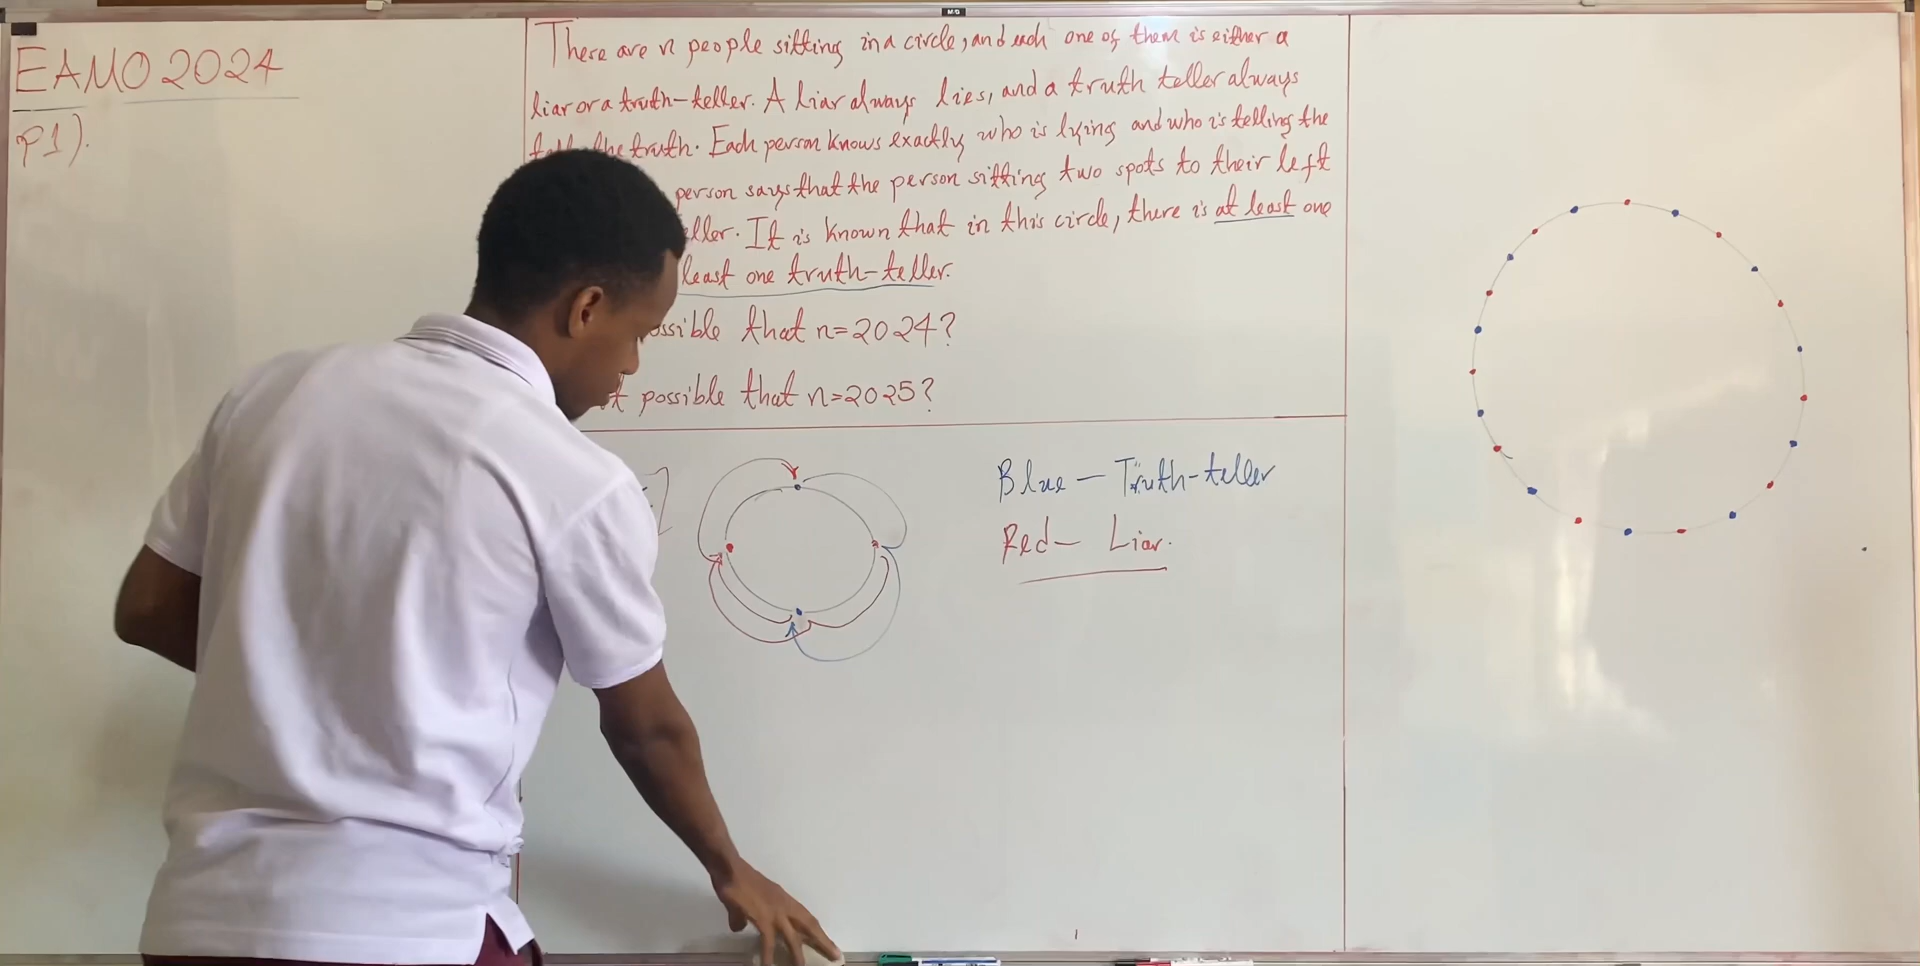 EAMO 2024
P1).
There are n people sitting in a circle, and each one of them is either a
liar or a truth-teller. A liar always lies, and a truth teller always
the truth. Each person knows exactly who is lying and who is telling the
person says that the person sitting two spots to their left
eller. It is known that in this circle, there is at least one
least one truth-teller.
ossible that n=2024?
t possible that n=2025?
Blue — Truth-teller
Red — Liar.